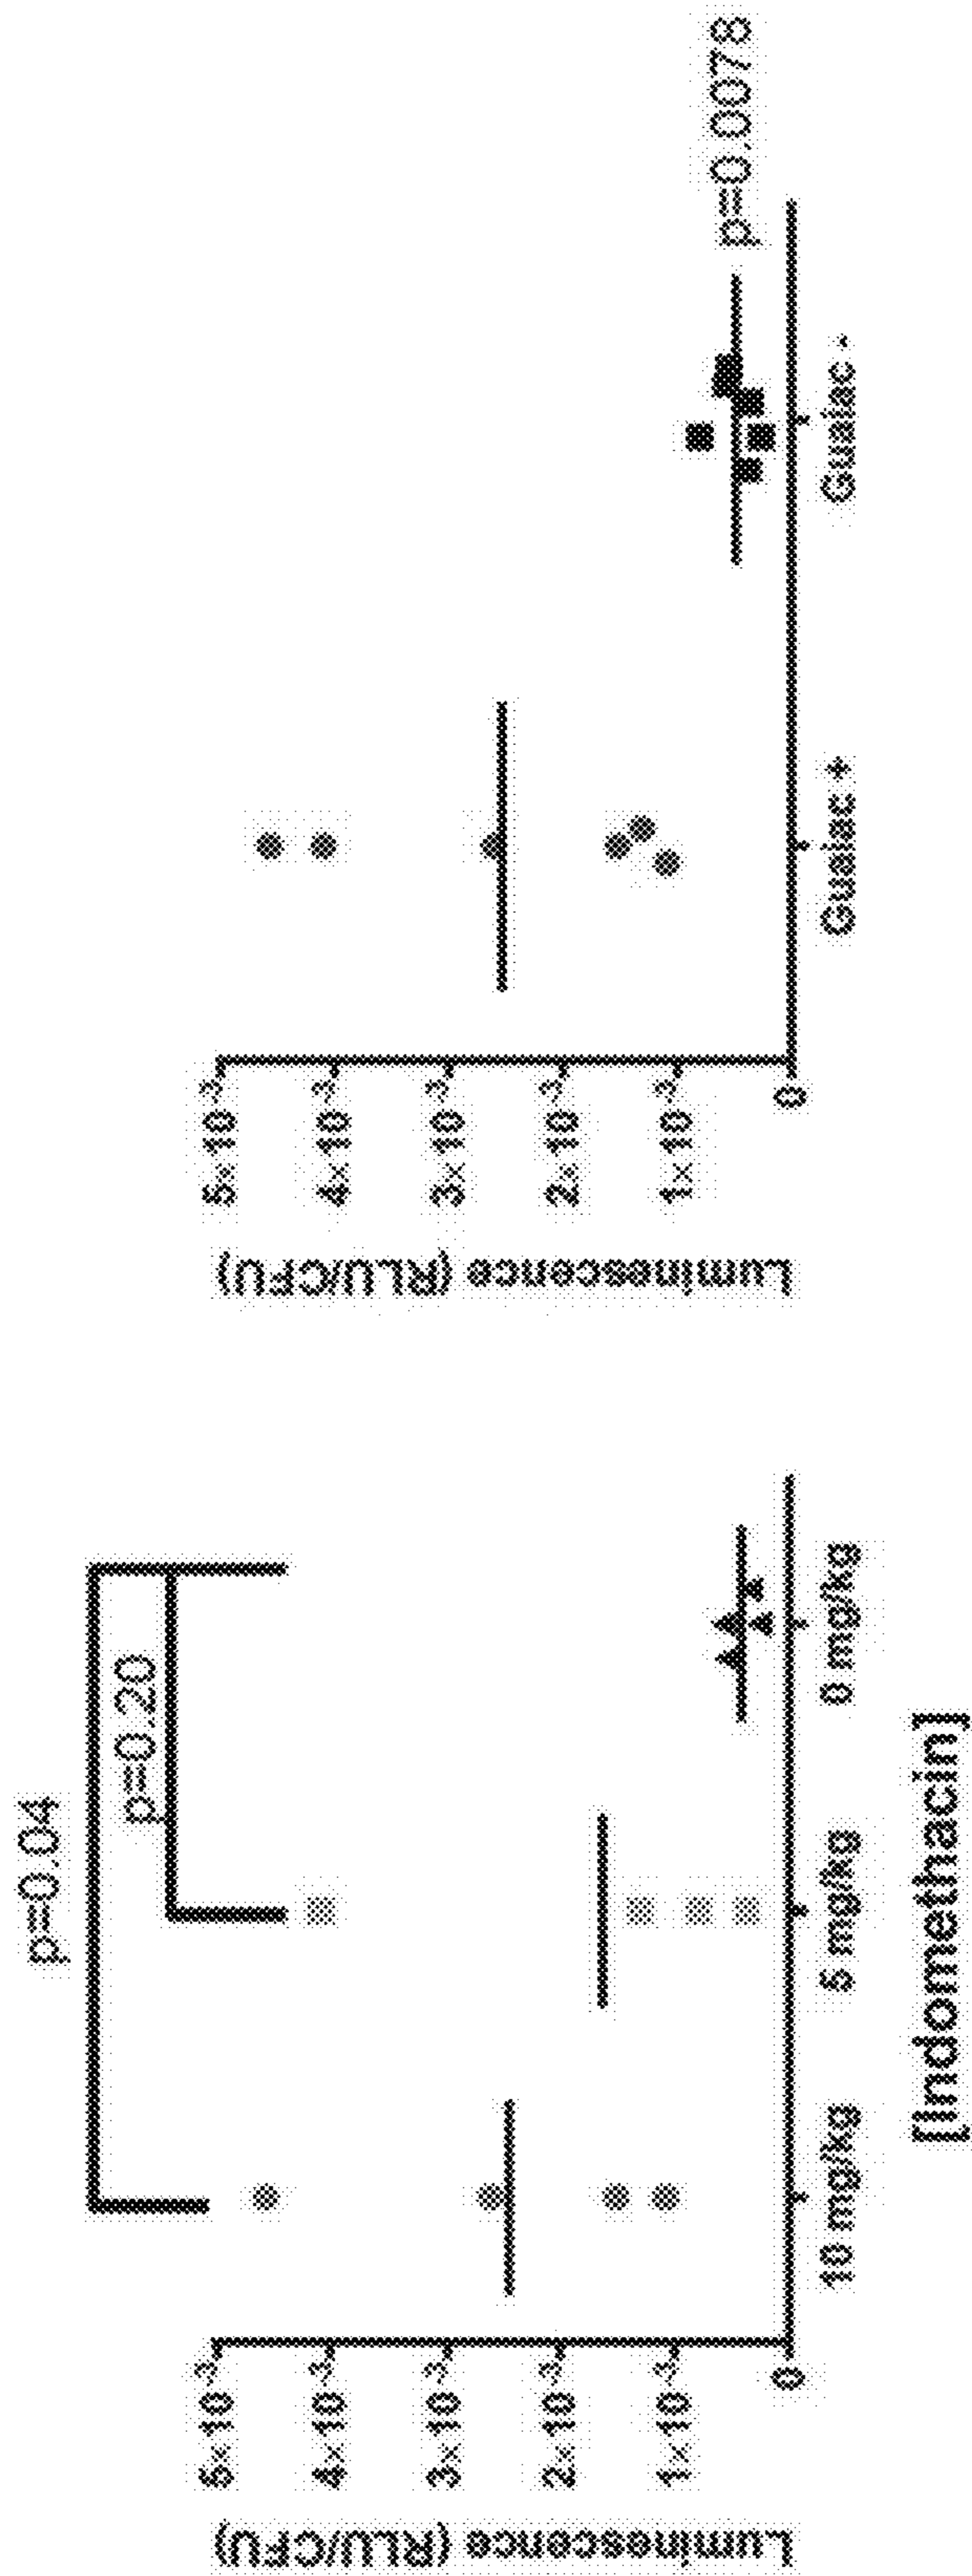 p=0.04
p=0.20
Luminescence (RLU/CFU)
5×10-3
4×10-3
3×10-3
2×10-3
1×10-3
0
10 mg/kg
5 mg/kg
0 mg/kg
[Indomethacin]
Luminescence (RLU/CFU)
5×10-3
4×10-3
3×10-3
2×10-3
1×10-3
0
p=0.0078
Guaiac +
Guaiac -